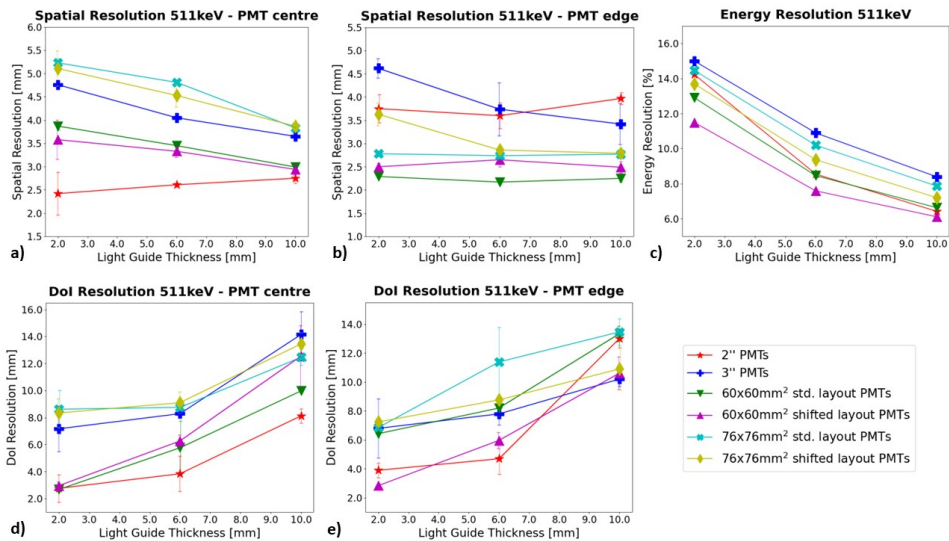 Spatial Resolution 511keV - PMT centre
Spatial Resolution [mm]
6.0
5.5
5.0
4.5
4.0
3.5
3.0
2.5
2.0
1.5
2.0 3.0 4.0 5.0 6.0 7.0 8.0 9.0 10.0
Light Guide Thickness [mm]
a)
Spatial Resolution 511keV - PMT edge
Spatial Resolution [mm]
5.5
5.0
4.5
4.0
3.5
3.0
2.5
2.0
1.5
1.0
2.0 3.0 4.0 5.0 6.0 7.0 8.0 9.0 10.0
Light Guide Thickness [mm]
b)
Energy Resolution 511keV
Energy Resolution [%]
16.0
14.0
12.0
10.0
8.0
6.0
2.0 3.0 4.0 5.0 6.0 7.0 8.0 9.0 10.0
Light Guide Thickness [mm]
c)
DoI Resolution 511keV - PMT centre
DoI Resolution [mm]
16.0
14.0
12.0
10.0
8.0
6.0
4.0
2.0
2.0 3.0 4.0 5.0 6.0 7.0 8.0 9.0 10.0
Light Guide Thickness [mm]
d)
DoI Resolution 511keV - PMT edge
DoI Resolution [mm]
14.0
12.0
10.0
8.0
6.0
4.0
2.0
2.0 3.0 4.0 5.0 6.0 7.0 8.0 9.0 10.0
Light Guide Thickness [mm]
e)
2'' PMTs
3'' PMTs
60x60mm² std. layout PMTs
60x60mm² shifted layout PMTs
76x76mm² std. layout PMTs
76x76mm² shifted layout PMTs